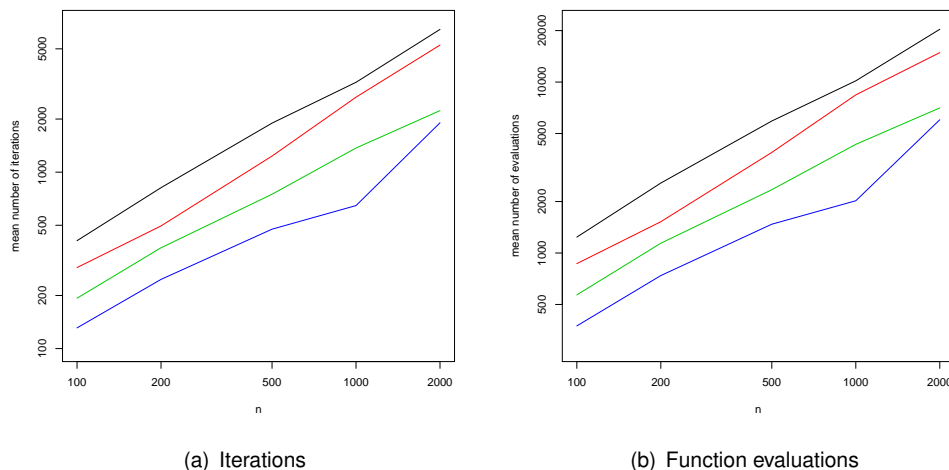 mean number of iterations
5000
2000
1000
500
200
100
100 200 500 1000 2000
n
(a) Iterations
mean number of evaluations
20000
10000
5000
2000
1000
500
100 200 500 1000 2000
n
(b) Function evaluations